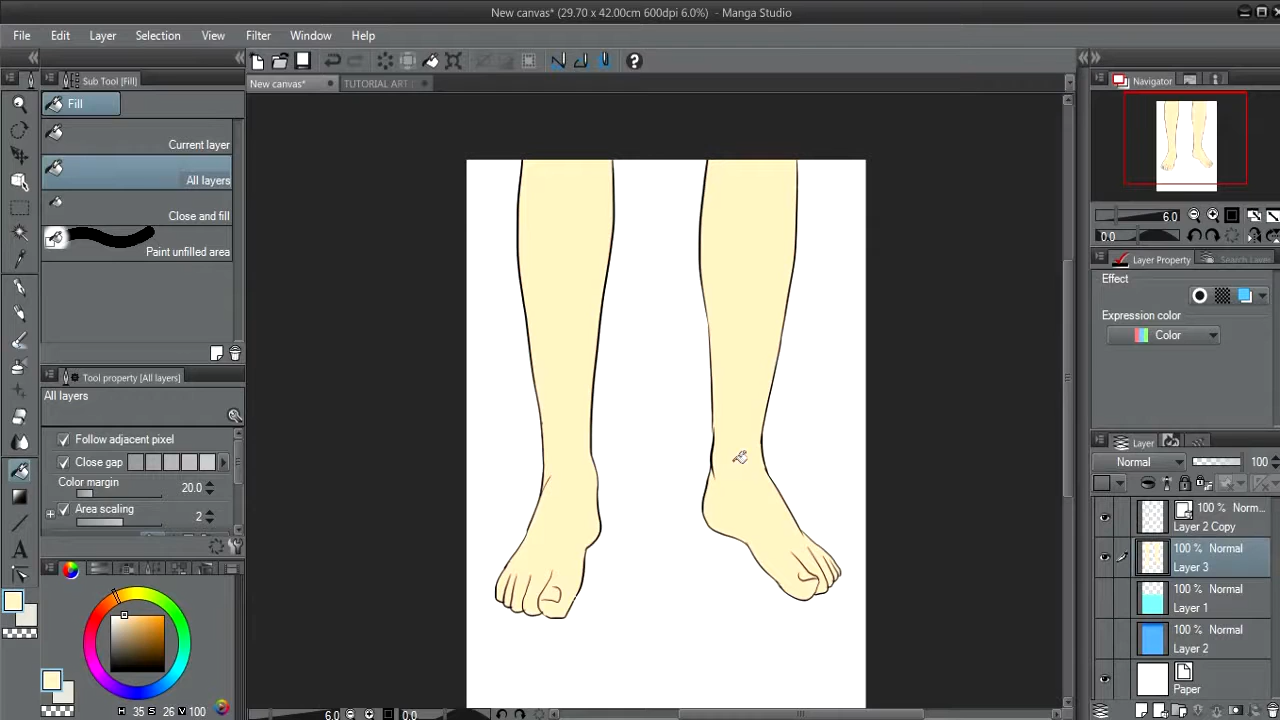 New canvas* (29.70 x 42.00cm 600dpi 6.0%) - Manga Studio
File Edit Layer Selection View Filter Window Help
Sub Tool [Fill]
Fill
Current layer
All layers
Close and fill
Paint unfilled area
Tool property [All layers]
All layers
Follow adjacent pixel
Close gap
Color margin
20.0
Area scaling
2
H 35 S 26 V 100
New canvas* TUTORIAL ART
6.0 0.0
Navigator
6.0
0.0
Layer Property Search Layer
Effect
Expression color
Color
Layer
Normal 100
100 % Norm...
Layer 2 Copy
100 % Normal
Layer 3
100 % Normal
Layer 1
100 % Normal
Layer 2
Paper